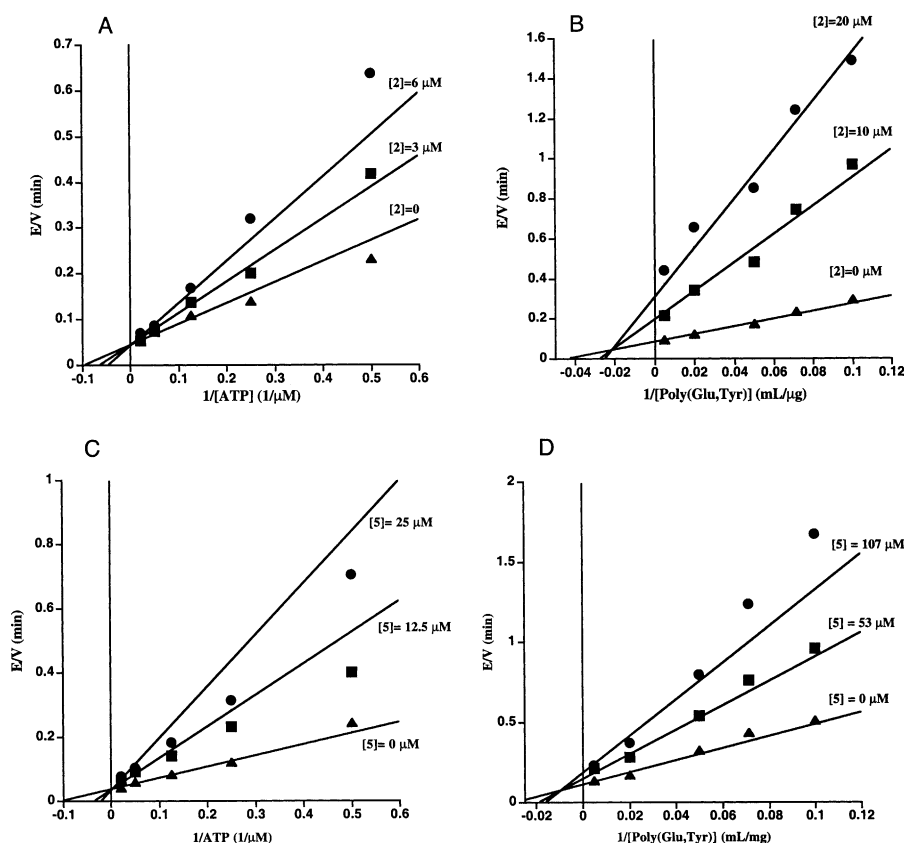 A
0.7
0.6
0.5
0.4
0.3
0.2
0.1
0
E/V (min)
-0.1 0 0.1 0.2 0.3 0.4 0.5 0.6
1/[ATP] (1/µM)
[2]=6 µM
[2]=3 µM
[2]=0
B
1.6
1.4
1.2
1
0.8
0.6
0.4
0.2
0
E/V (min)
-0.04 -0.02 0 0.02 0.04 0.06 0.08 0.1 0.12
1/[Poly(Glu,Tyr)] (mL/µg)
[2]=20 µM
[2]=10 µM
[2]=0 µM
C
1
0.8
0.6
0.4
0.2
0
E/V (min)
-0.1 0 0.1 0.2 0.3 0.4 0.5 0.6
1/ATP (1/µM)
[5]= 25 µM
[5]= 12.5 µM
[5]= 0 µM
D
2
1.5
1
0.5
0
E/V (min)
-0.02 0 0.02 0.04 0.06 0.08 0.1 0.12
1/[Poly(Glu,Tyr)] (mL/mg)
[5] = 107 µM
[5] = 53 µM
[5] = 0 µM